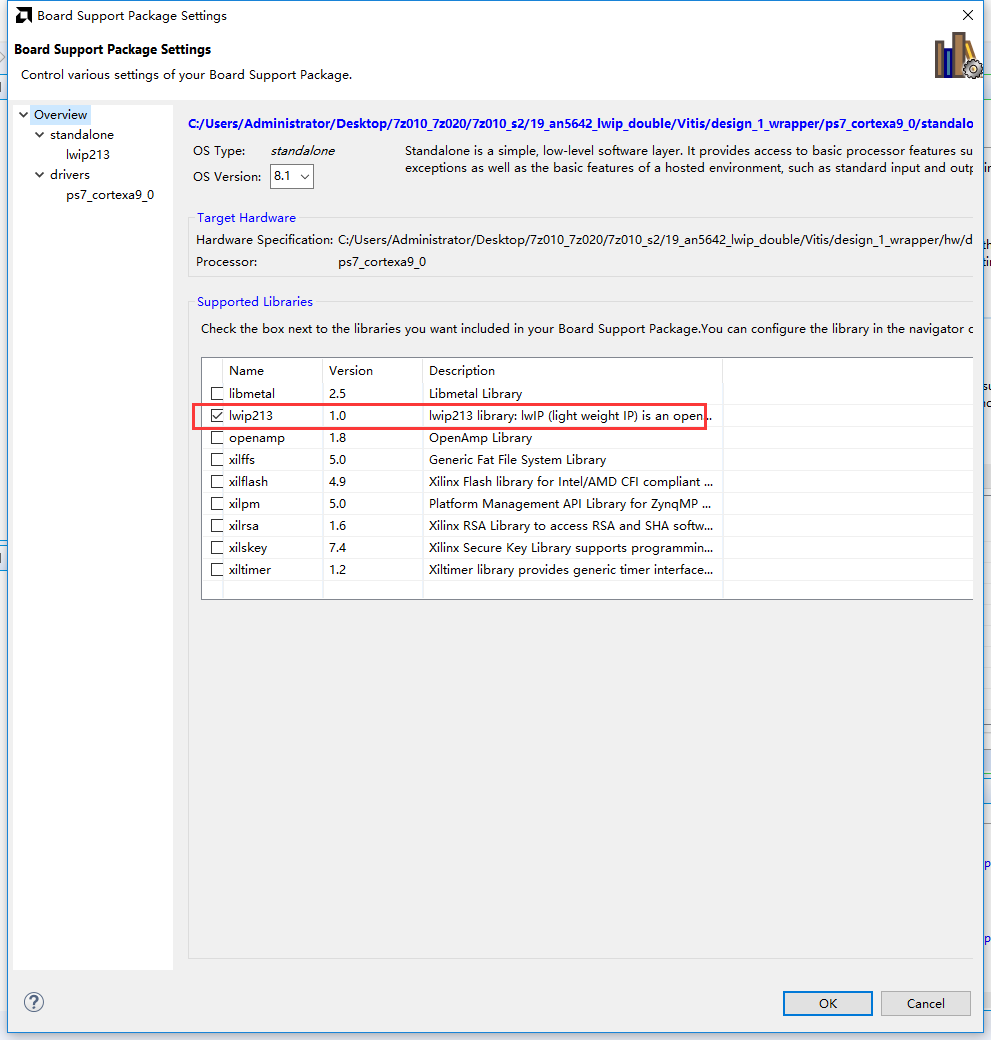 Board Support Package Settings
Board Support Package Settings
Control various settings of your Board Support Package.
Overview
standalone
lwip213
drivers
ps7_cortexa9_0
C:/Users/Administrator/Desktop/7z010_7z020/7z010_s2/19_an5642_lwip_double/Vitis/design_1_wrapper/ps7_cortexa9_0/standalo
OS Type: standalone
Standalone is a simple, low-level software layer. It provides access to basic processor features su
OS Version: 8.1
exceptions as well as the basic features of a hosted environment, such as standard input and outp
Target Hardware
Hardware Specification: C:/Users/Administrator/Desktop/7z010_7z020/7z010_s2/19_an5642_lwip_double/Vitis/design_1_wrapper/hw/d
Processor: ps7_cortexa9_0
Supported Libraries
Check the box next to the libraries you want included in your Board Support Package.You can configure the library in the navigator o
Name Version Description
libmetal 2.5 Libmetal Library
lwip213 1.0 lwip213 library: lwIP (light weight IP) is an open...
openamp 1.8 OpenAmp Library
xilffs 5.0 Generic Fat File System Library
xilflash 4.9 Xilinx Flash library for Intel/AMD CFI compliant ...
xilpm 5.0 Platform Management API Library for ZynqMP ...
xilrsa 1.6 Xilinx RSA Library to access RSA and SHA softw...
xilskey 7.4 Xilinx Secure Key Library supports programmin...
xiltimer 1.2 Xiltimer library provides generic timer interface...
?
OK
Cancel